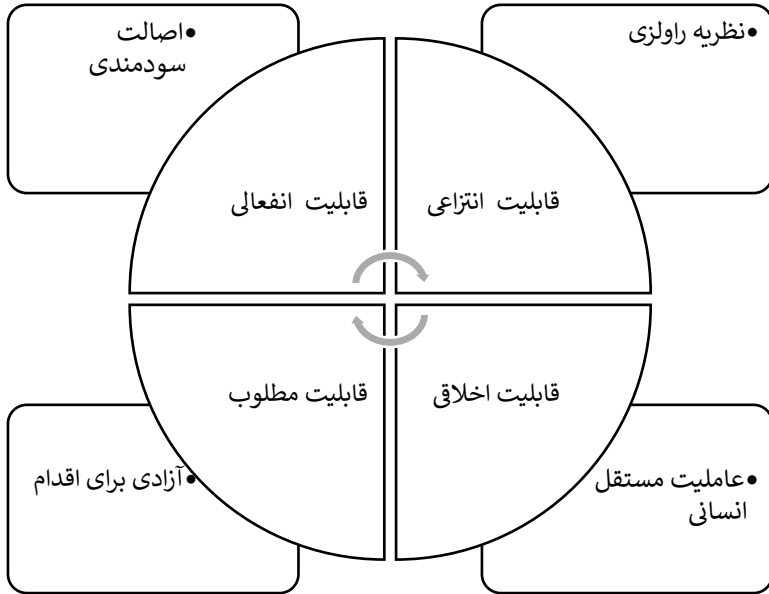 •نظریه راولزی
•اصالت
سودمندی
قابلیت انتزاعی
قابلیت انفعالی
قابلیت اخلاقی
قابلیت مطلوب
•عاملیت مستقل
انسانی
•آزادی برای اقدام